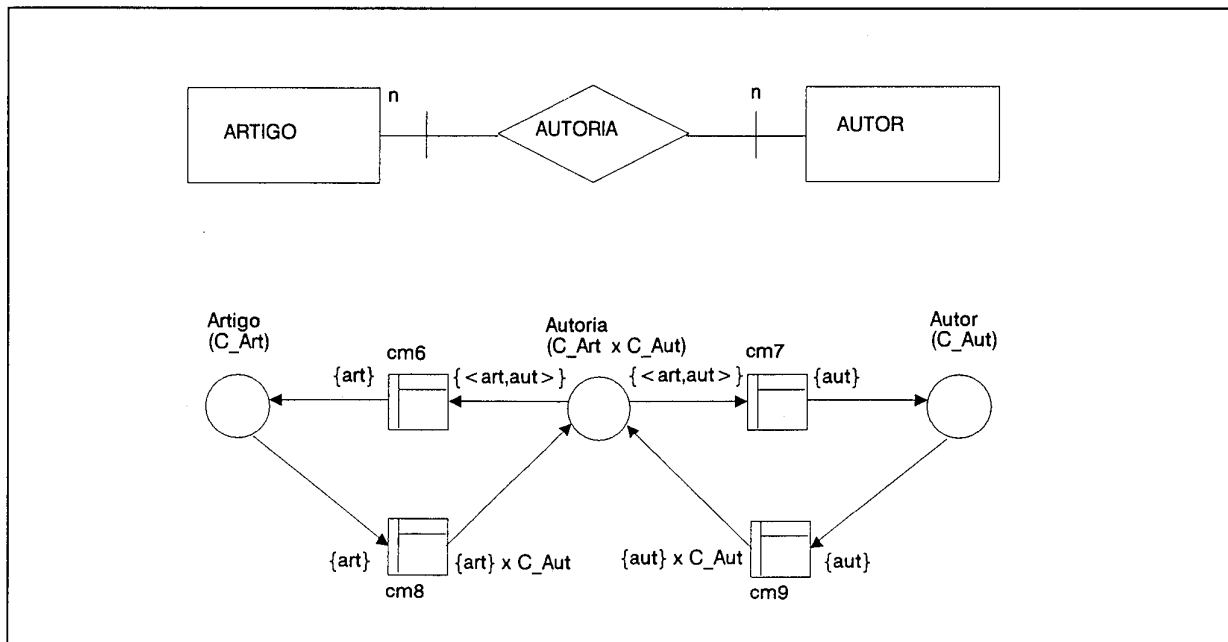 n
n
ARTIGO
AUTORIA
AUTOR
Artigo
(C_Art)
Autoria
(C_Art x C_Aut)
Autor
(C_Aut)
cm6
cm7
{art}
{<art,aut>}
{<art,aut>}
{aut}
{art}
{art} x C_Aut
{aut} x C_Aut
{aut}
cm8
cm9